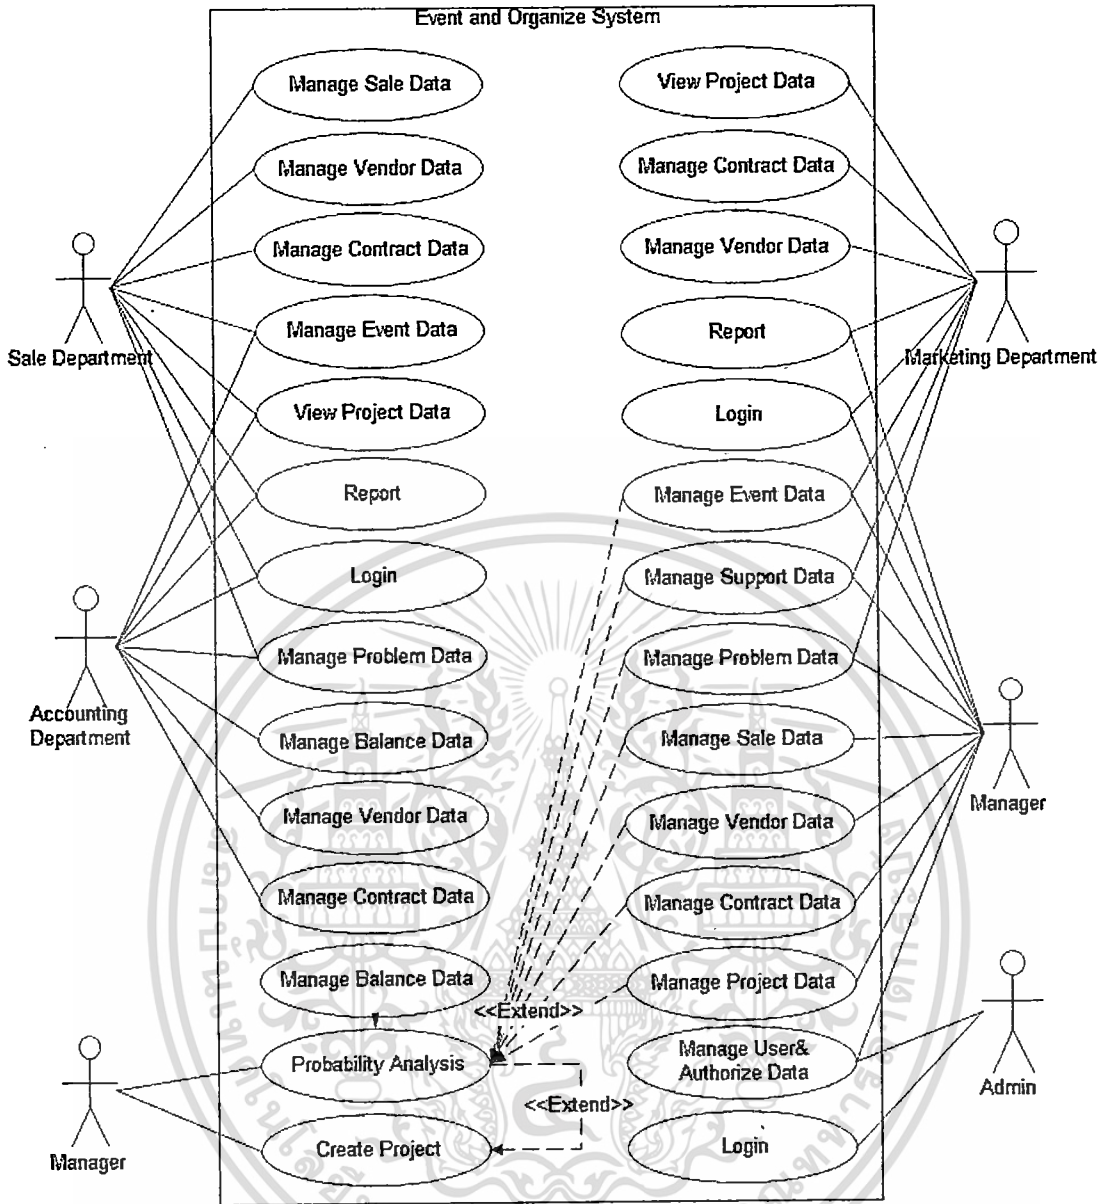 Event and Organize System
Manage Sale Data
Manage Vendor Data
Manage Contract Data
Manage Event Data
View Project Data
Report
Login
Manage Problem Data
Manage Balance Data
Manage Vendor Data
Manage Contract Data
Manage Balance Data
Probability Analysis
Create Project
View Project Data
Manage Contract Data
Manage Vendor Data
Report
Login
Manage Event Data
Manage Support Data
Manage Problem Data
Manage Sale Data
Manage Vendor Data
Manage Contract Data
Manage Project Data
Manage User&
Authorize Data
Login
<<Extend>>
<<Extend>>
Sale Department
Accounting
Department
Manager
Marketing Department
Manager
Admin